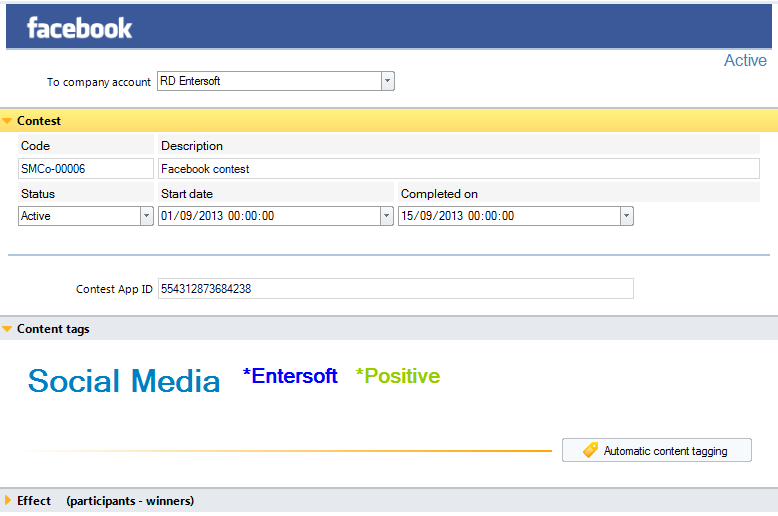 facebook
Active
To company account RD Entersoft
Contest
Code Description
SMCo-00006 Facebook contest
Status Start date Completed on
Active 01/09/2013 00:00:00 15/09/2013 00:00:00
Contest App ID 554312873684238
Content tags
Social Media *Entersoft *Positive
Automatic content tagging
Effect (participants - winners)